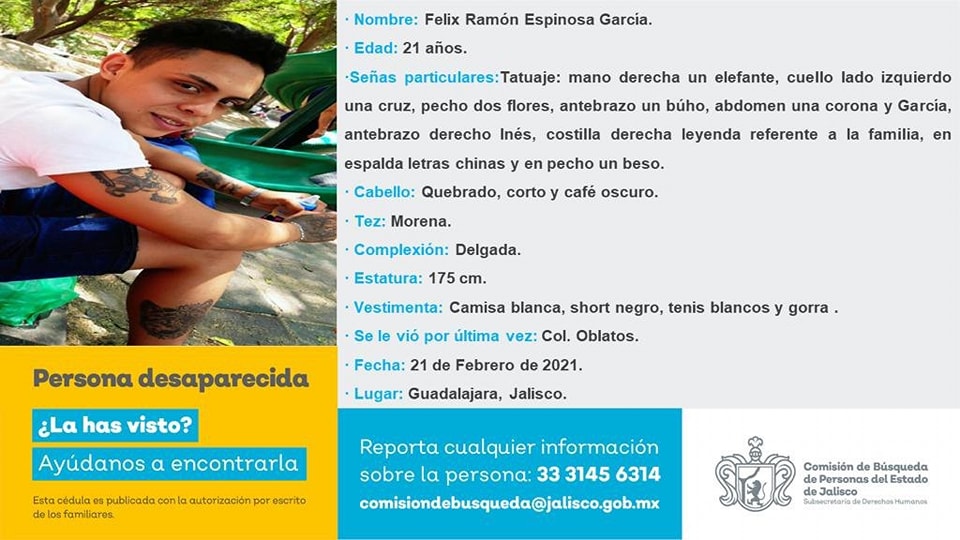 · Nombre: Felix Ramón Espinosa García.
· Edad: 21 años.
·Señas particulares:Tatuaje: mano derecha un elefante, cuello lado izquierdo
una cruz, pecho dos flores, antebrazo un búho, abdomen una corona y García,
antebrazo derecho Inés, costilla derecha leyenda referente a la familia, en
espalda letras chinas y en pecho un beso.
· Cabello: Quebrado, corto y café oscuro.
· Tez: Morena.
· Complexión: Delgada.
· Estatura: 175 cm.
· Vestimenta: Camisa blanca, short negro, tenis blancos y gorra .
· Se le vió por última vez: Col. Oblatos.
· Fecha: 21 de Febrero de 2021.
· Lugar: Guadalajara, Jalisco.
Persona desaparecida
¿La has visto?
Ayúdanos a encontrarla
Esta cédula es publicada con la autorización por escrito
de los familiares.
Reporta cualquier información
sobre la persona: 33 3145 6314
comisiondebusqueda@jalisco.gob.mx
Comisión de Búsqueda
de Personas del Estado
de Jalisco
Subsecretaría de Derechos Humanos